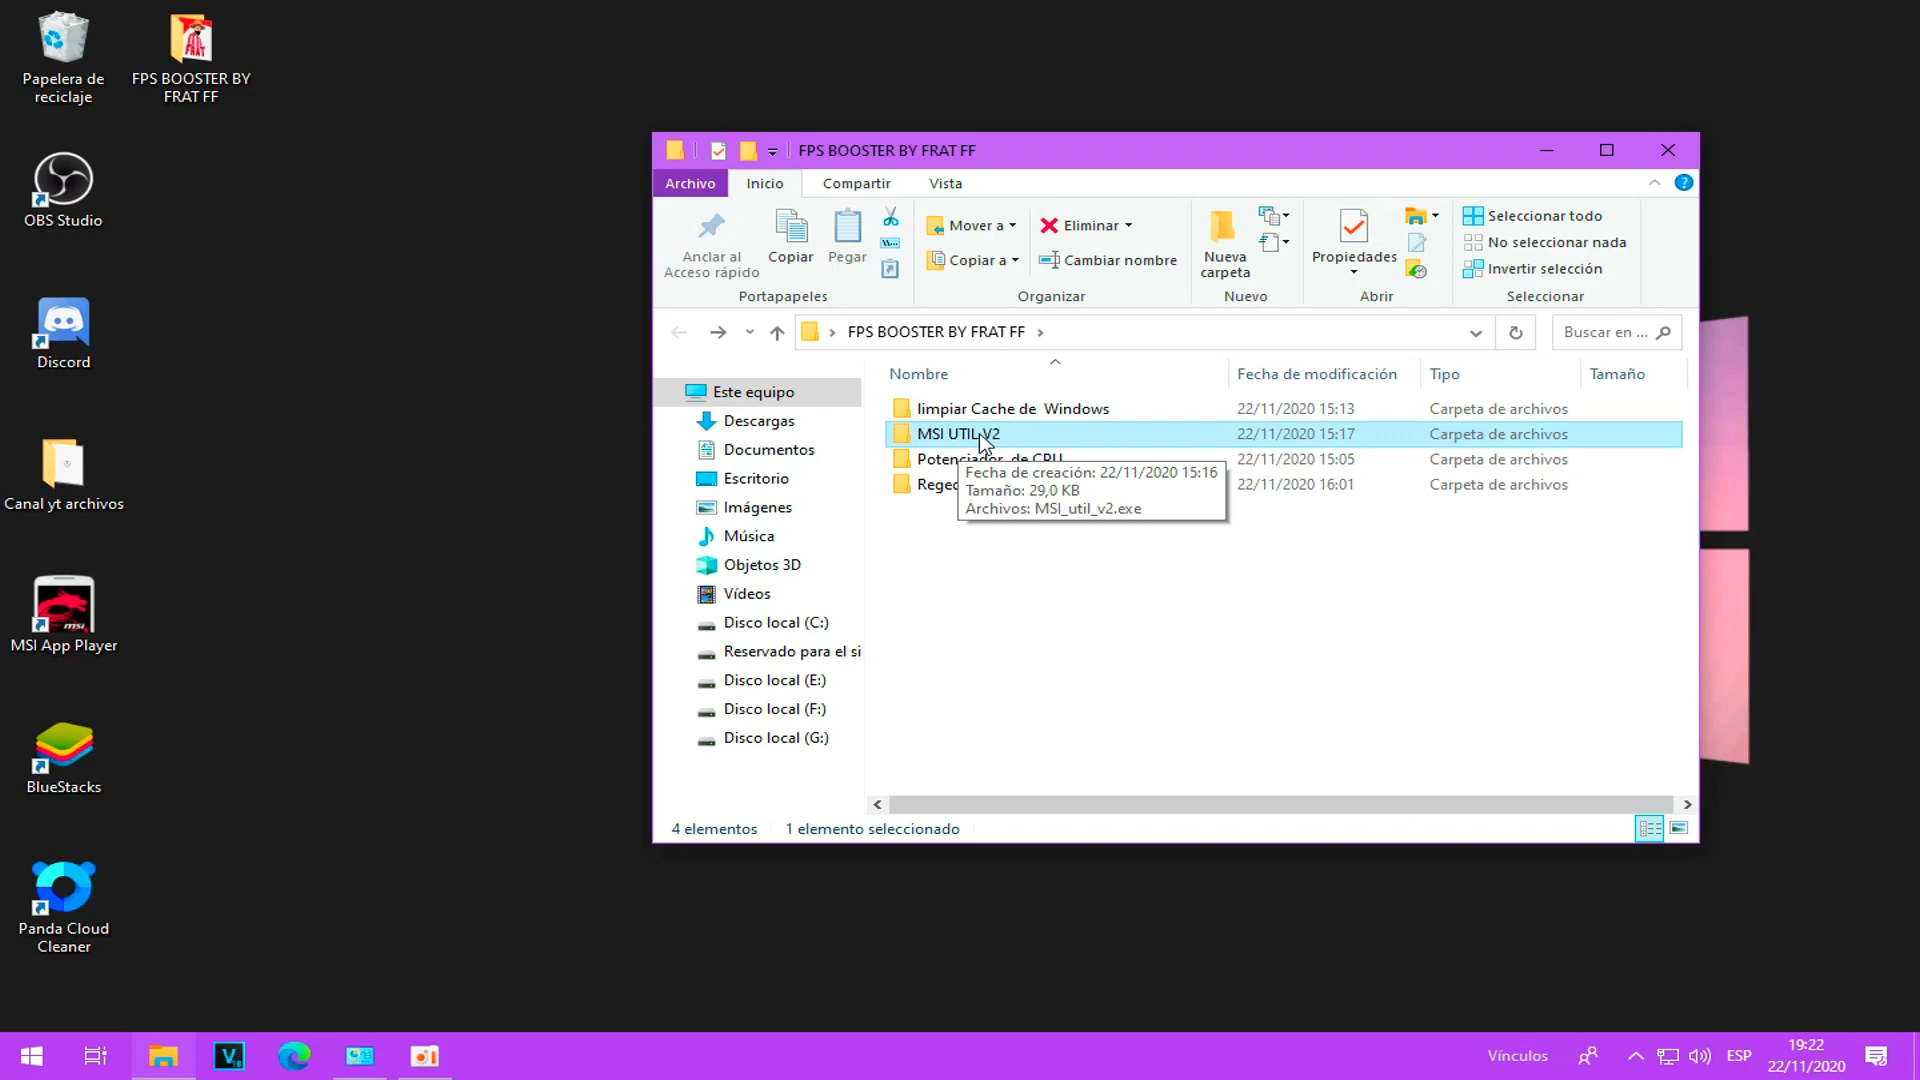 Papelera de
reciclaje
FPS BOOSTER BY
FRAT FF
FRAT
OBS Studio
Discord
Canal yt archivos
msi
MSI App Player
BlueStacks
Panda Cloud
Cleaner
FPS BOOSTER BY FRAT FF
Archivo
Inicio
Compartir
Vista
Anclar al
Acceso rápido
Copiar
Pegar
Portapapeles
Mover a
Copiar a
Eliminar
Cambiar nombre
Organizar
Nueva
carpeta
Nuevo
Propiedades
Abrir
Seleccionar todo
No seleccionar nada
Invertir selección
Seleccionar
FPS BOOSTER BY FRAT FF
Buscar en ...
Nombre
Fecha de modificación
Tipo
Tamaño
limpiar Cache de Windows
22/11/2020 15:13
Carpeta de archivos
MSI UTIL V2
22/11/2020 15:17
Carpeta de archivos
Potenciador de CPU
22/11/2020 15:05
Carpeta de archivos
22/11/2020 16:01
Carpeta de archivos
Fecha de creación: 22/11/2020 15:16
Tamaño: 29,0 KB
Archivos: MSI_util_v2.exe
Este equipo
Descargas
Documentos
Escritorio
Imágenes
Música
Objetos 3D
Vídeos
Disco local (C:)
Reservado para el si
Disco local (E:)
Disco local (F:)
Disco local (G:)
4 elementos
1 elemento seleccionado
Vínculos
ESP
19:22
22/11/2020